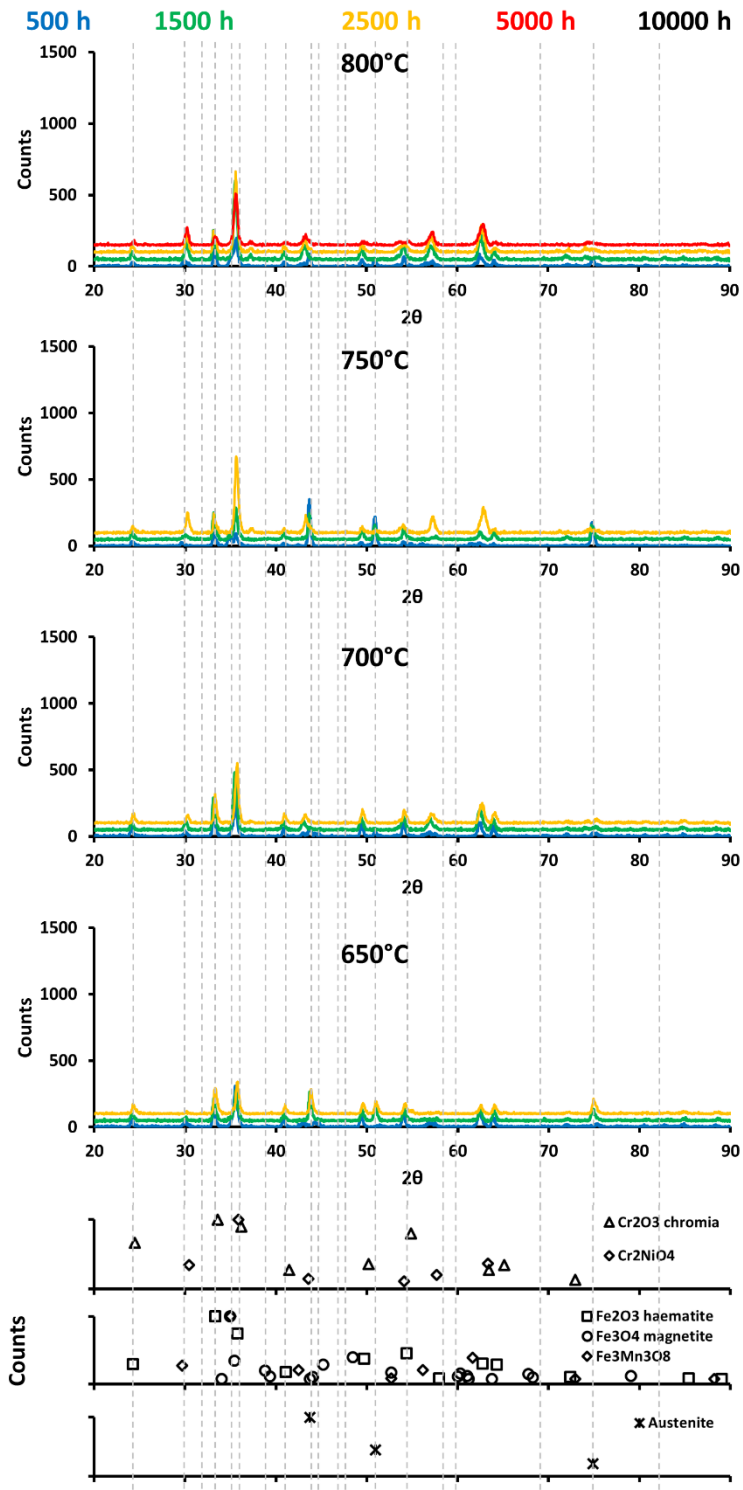 500 h 1500 h 2500 h 5000 h 10000 h
800°C
Counts
1500
1000
500
0
20 30 40 50 60 70 80 90
2θ
750°C
Counts
1500
1000
500
0
20 30 40 50 60 70 80 90
2θ
700°C
Counts
1500
1000
500
0
20 30 40 50 60 70 80 90
2θ
650°C
Counts
1500
1000
500
0
20 30 40 50 60 70 80 90
2θ
Cr2O3 chromia
Cr2NiO4
Counts
Fe2O3 haematite
Fe3O4 magnetite
Fe3Mn3O8
Austenite